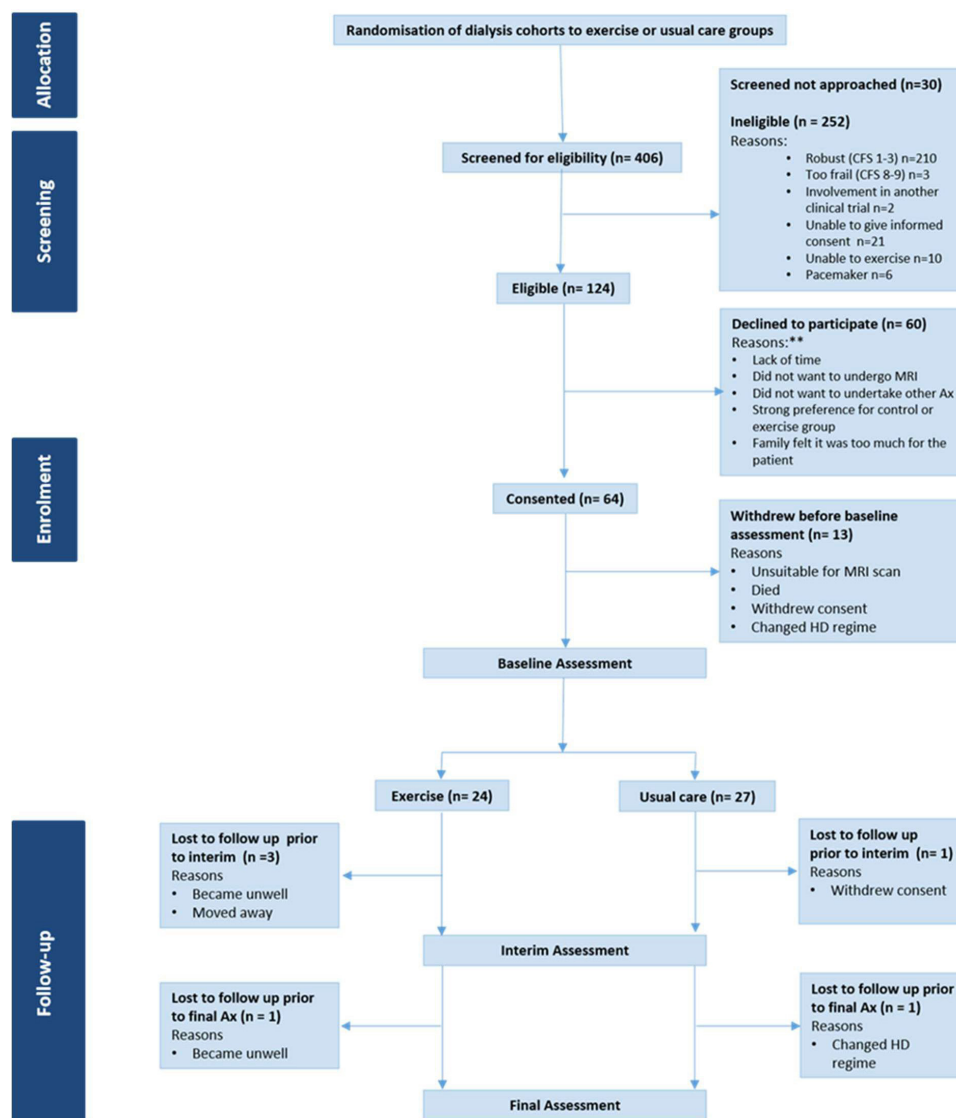 Allocation
Randomisation of dialysis cohorts to exercise or usual care groups
Screened not approached (n=30)
Ineligible (n = 252)
Reasons:
• Robust (CFS 1-3) n=210
• Too frail (CFS 8-9) n=3
• Involvement in another
clinical trial n=2
• Unable to give informed
consent n=21
• Unable to exercise n=10
• Pacemaker n=6
Screening
Screened for eligibility (n= 406)
Eligible (n= 124)
Declined to participate (n= 60)
Reasons:**
• Lack of time
• Did not want to undergo MRI
• Did not want to undertake other Ax
• Strong preference for control or
exercise group
• Family felt it was too much for the
patient
Enrolment
Consented (n= 64)
Withdrew before baseline
assessment (n= 13)
Reasons
• Unsuitable for MRI scan
• Died
• Withdrew consent
• Changed HD regime
Baseline Assessment
Exercise (n= 24)
Usual care (n= 27)
Follow-up
Lost to follow up prior
to interim (n =3)
Reasons
• Became unwell
• Moved away
Lost to follow up
prior to interim (n= 1)
Reasons
• Withdrew consent
Interim Assessment
Lost to follow up prior
to final Ax (n = 1)
Reasons
• Became unwell
Lost to follow up prior
to final Ax (n = 1)
Reasons
• Changed HD
regime
Final Assessment